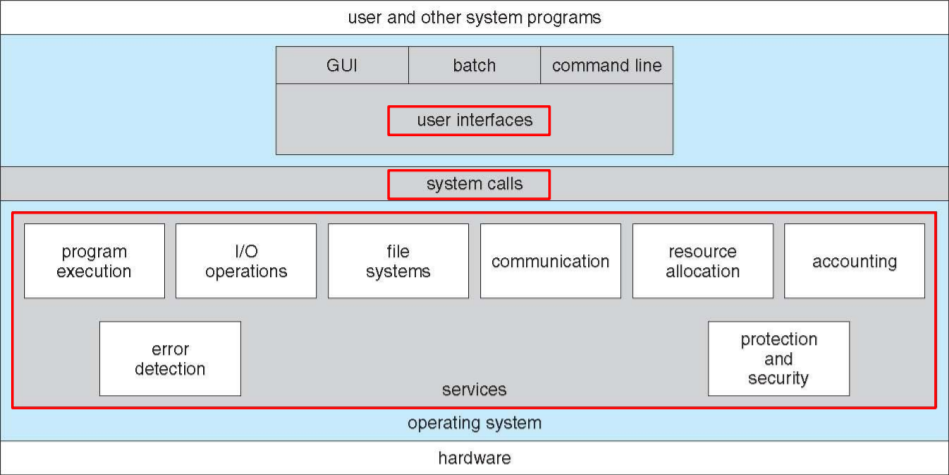 user and other system programs
GUI
batch
command line
user interfaces
system calls
program
execution
I/O
operations
file
systems
communication
resource
allocation
accounting
error
detection
protection
and
security
services
operating system
hardware